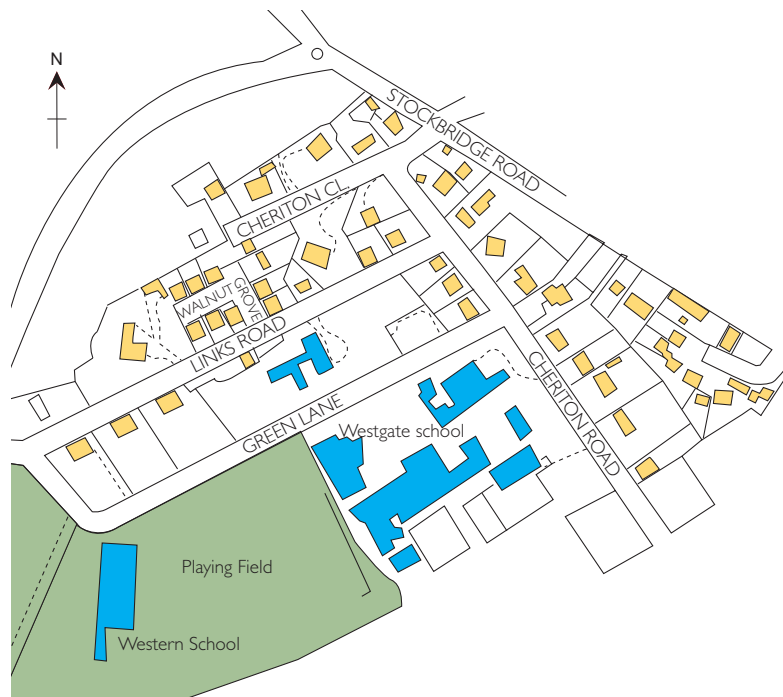 N
STOCKBRIDGE ROAD
CHERITON CL.
WALNUT
GROVE
LINKS ROAD
GREEN LANE
CHERITON ROAD
Westgate school
Playing Field
Western School